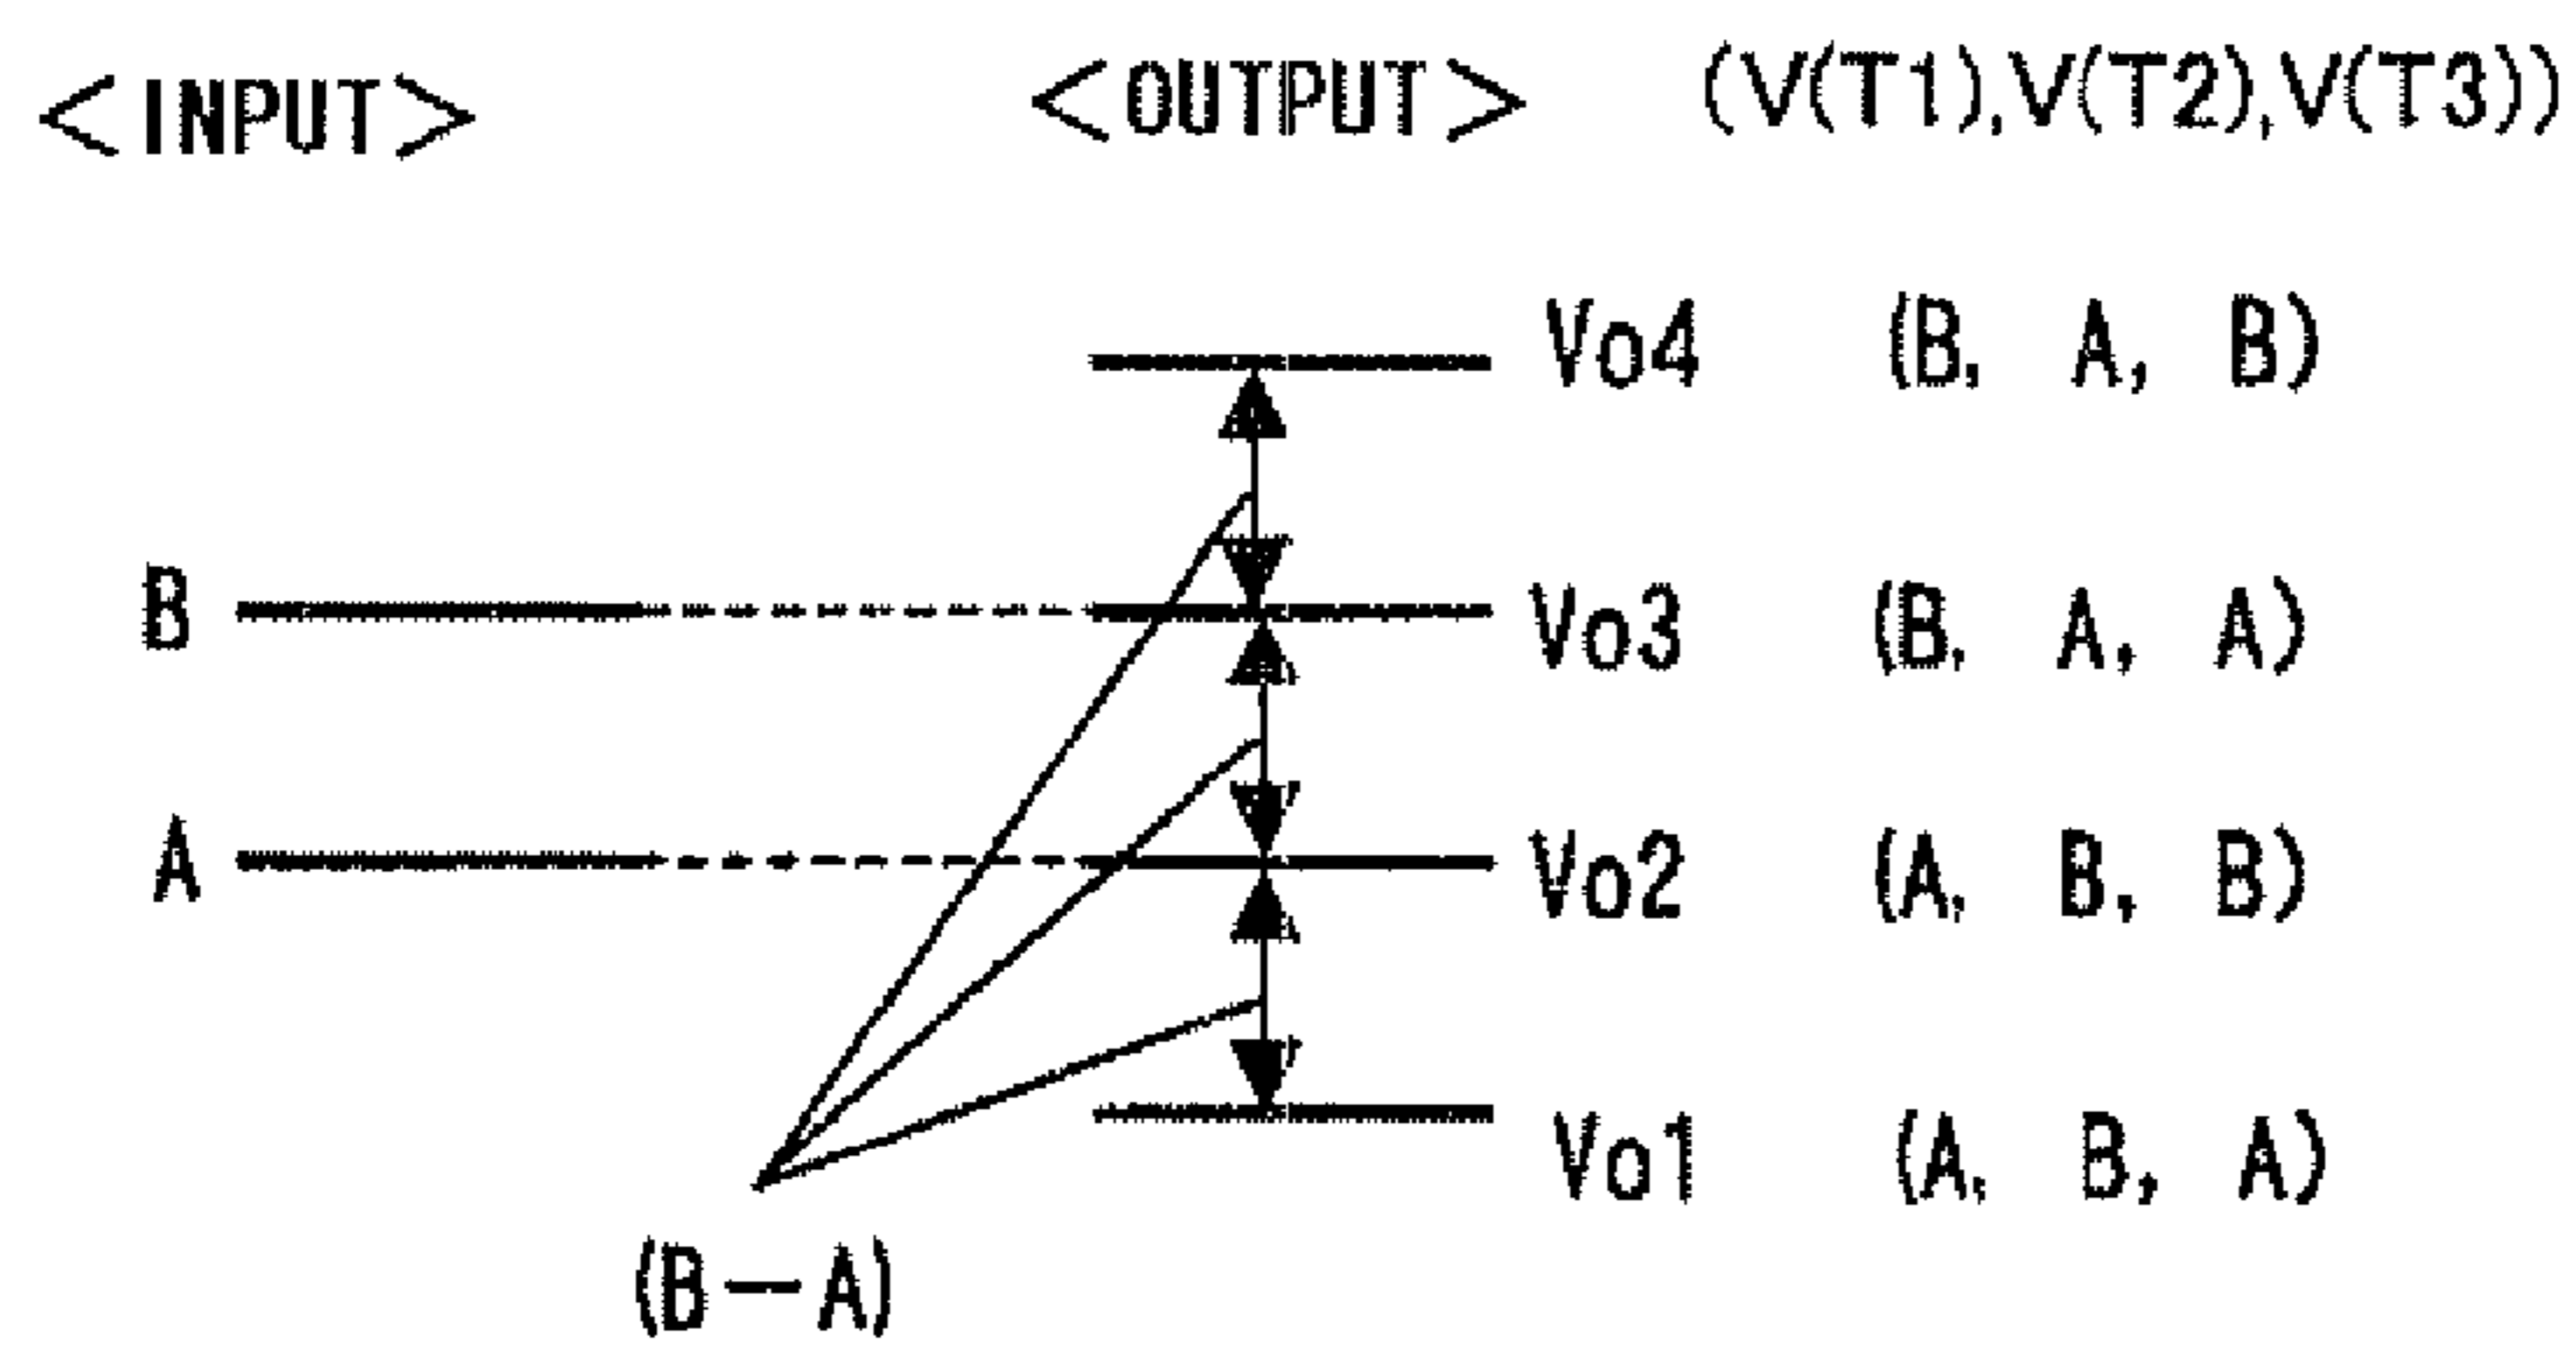 <INPUT> <OUTPUT> (V(T1),V(T2),V(T3))
Vo4 (B, A, B)
B Vo3 (B, A, A)
A Vo2 (A, B, B)
Vo1 (A, B, A)
(B-A)